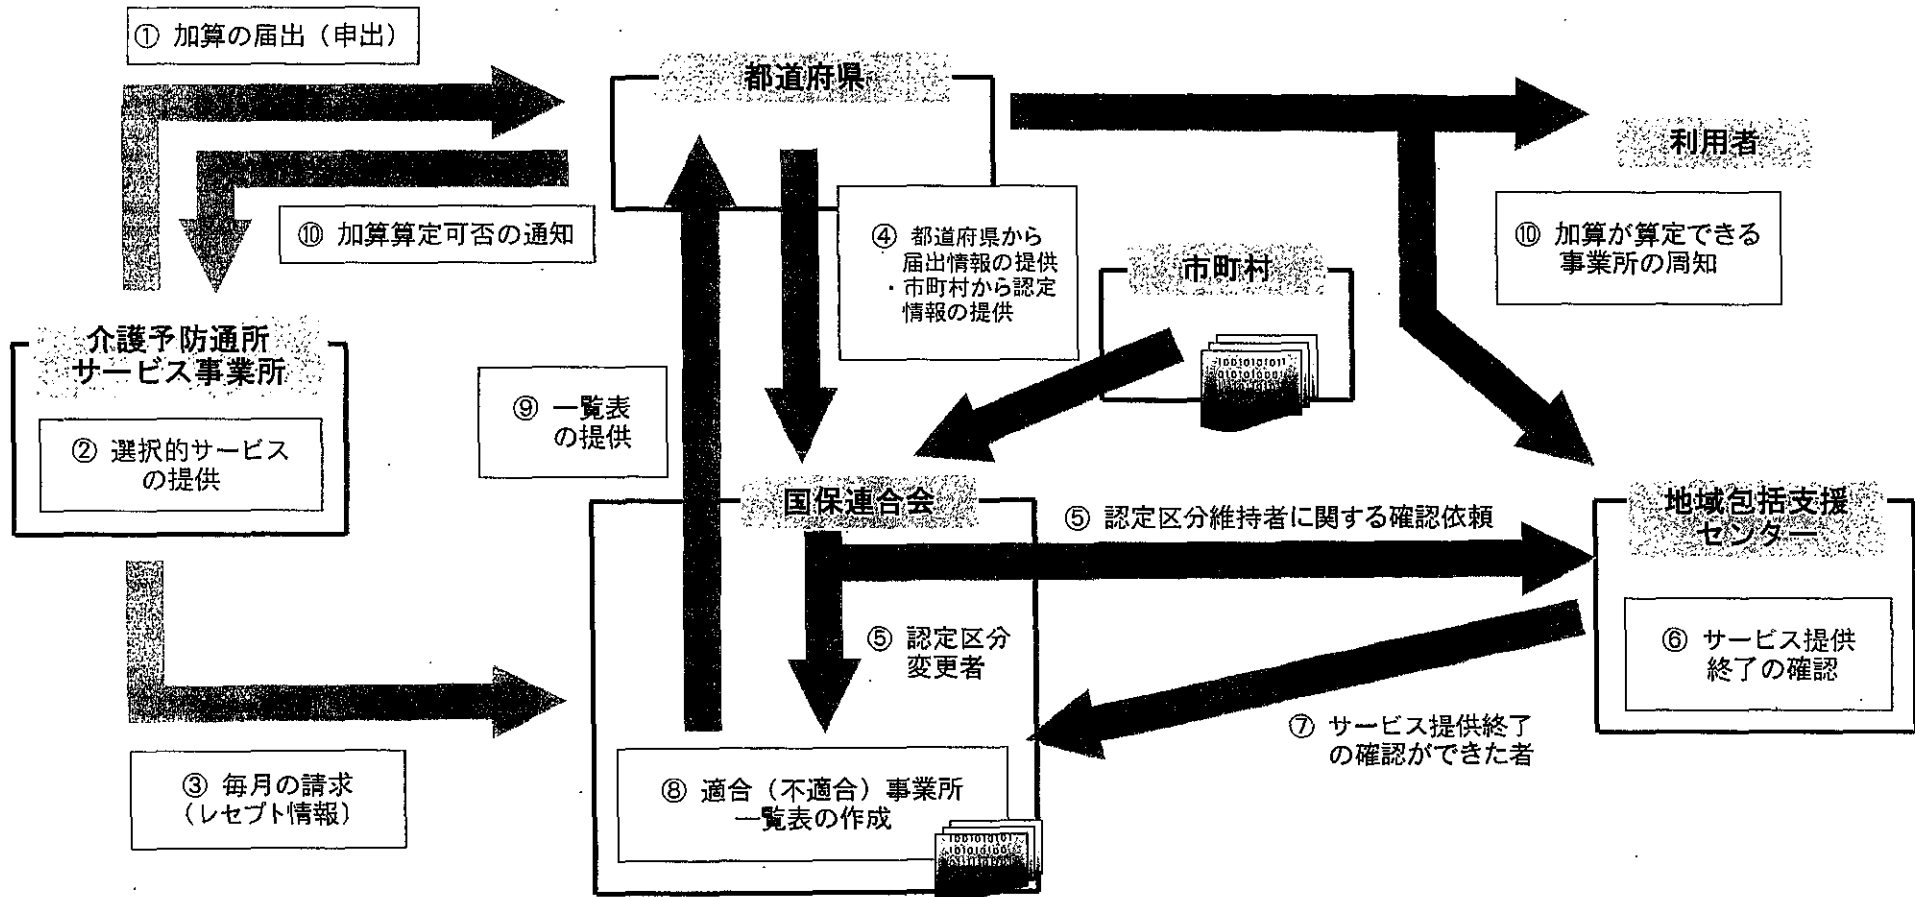 ① 加算の届出（申出）
都道府県
利用者
⑩ 加算算定可否の通知
④ 都道府県から
届出情報の提供
・市町村から認定
情報の提供
市町村
⑩ 加算が算定できる
事業所の周知
介護予防通所
サービス事業所
② 選択的サービス
の提供
⑨ 一覧表
の提供
国保連合会
⑤ 認定区分維持者に関する確認依頼
地域包括支援
センター
⑤ 認定区分
変更者
⑥ サービス提供
終了の確認
⑦ サービス提供終了
の確認ができた者
③ 毎月の請求
（レセプト情報）
⑧ 適合（不適合）事業所
一覧表の作成